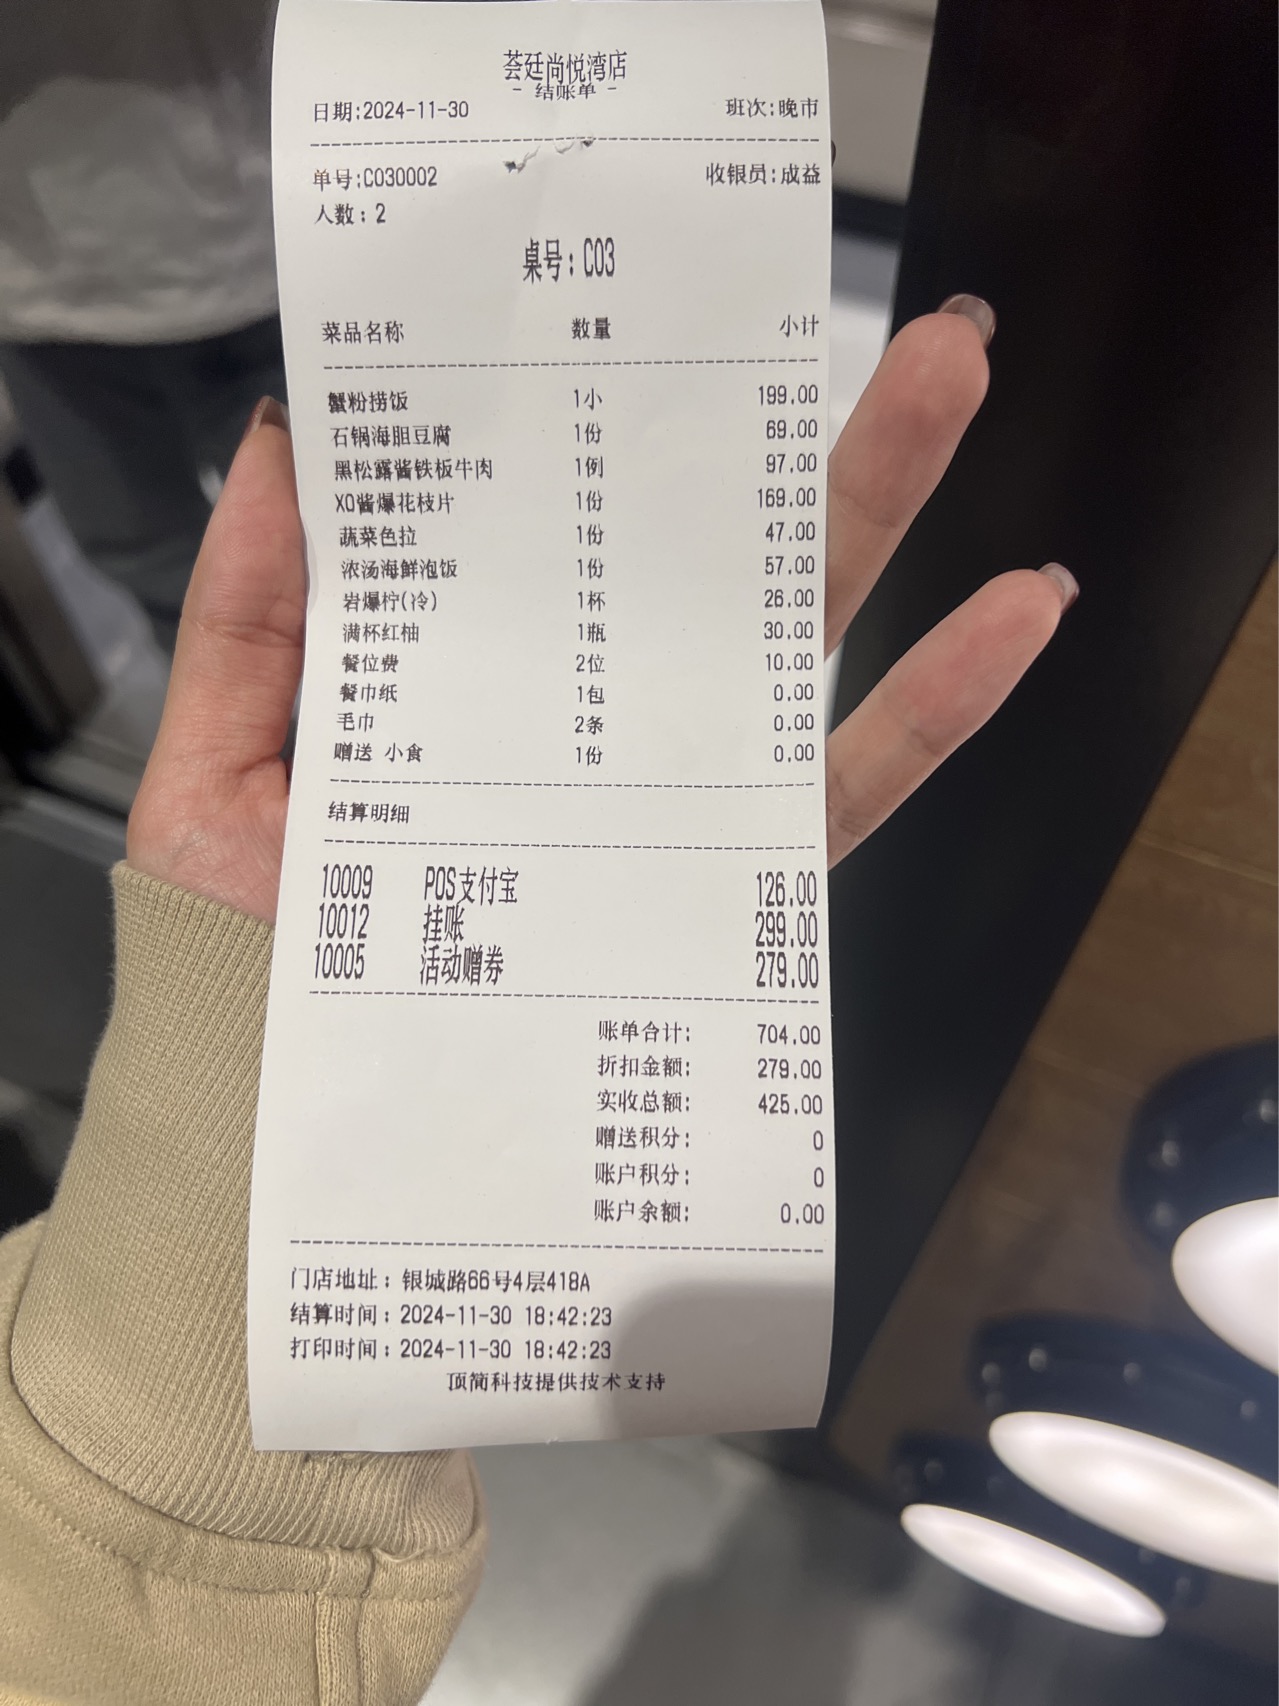 荟廷尚悦湾店
- 结账单 -
日期:2024-11-30 班次:晚市
单号:C030002 收银员:成益
人数: 2
桌号: C03
菜品名称 数量 小计
蟹粉捞饭 1小 199.00
石锅海胆豆腐 1份 69.00
黑松露酱铁板牛肉 1例 97.00
XO酱爆花枝片 1份 169.00
蔬菜色拉 1份 47.00
浓汤海鲜泡饭 1份 57.00
岩爆柠(冷) 1杯 26.00
满杯红柚 1瓶 30.00
餐位费 2位 10.00
餐巾纸 1包 0.00
毛巾 2条 0.00
赠送 小食 1份 0.00
结算明细
10009 POS支付宝 126.00
10012 挂账 299.00
10005 活动赠券 279.00
账单合计: 704.00
折扣金额: 279.00
实收总额: 425.00
赠送积分: 0
账户积分: 0
账户余额: 0.00
门店地址: 银城路66号4层418A
结算时间: 2024-11-30 18:42:23
打印时间: 2024-11-30 18:42:23
顶简科技提供技术支持